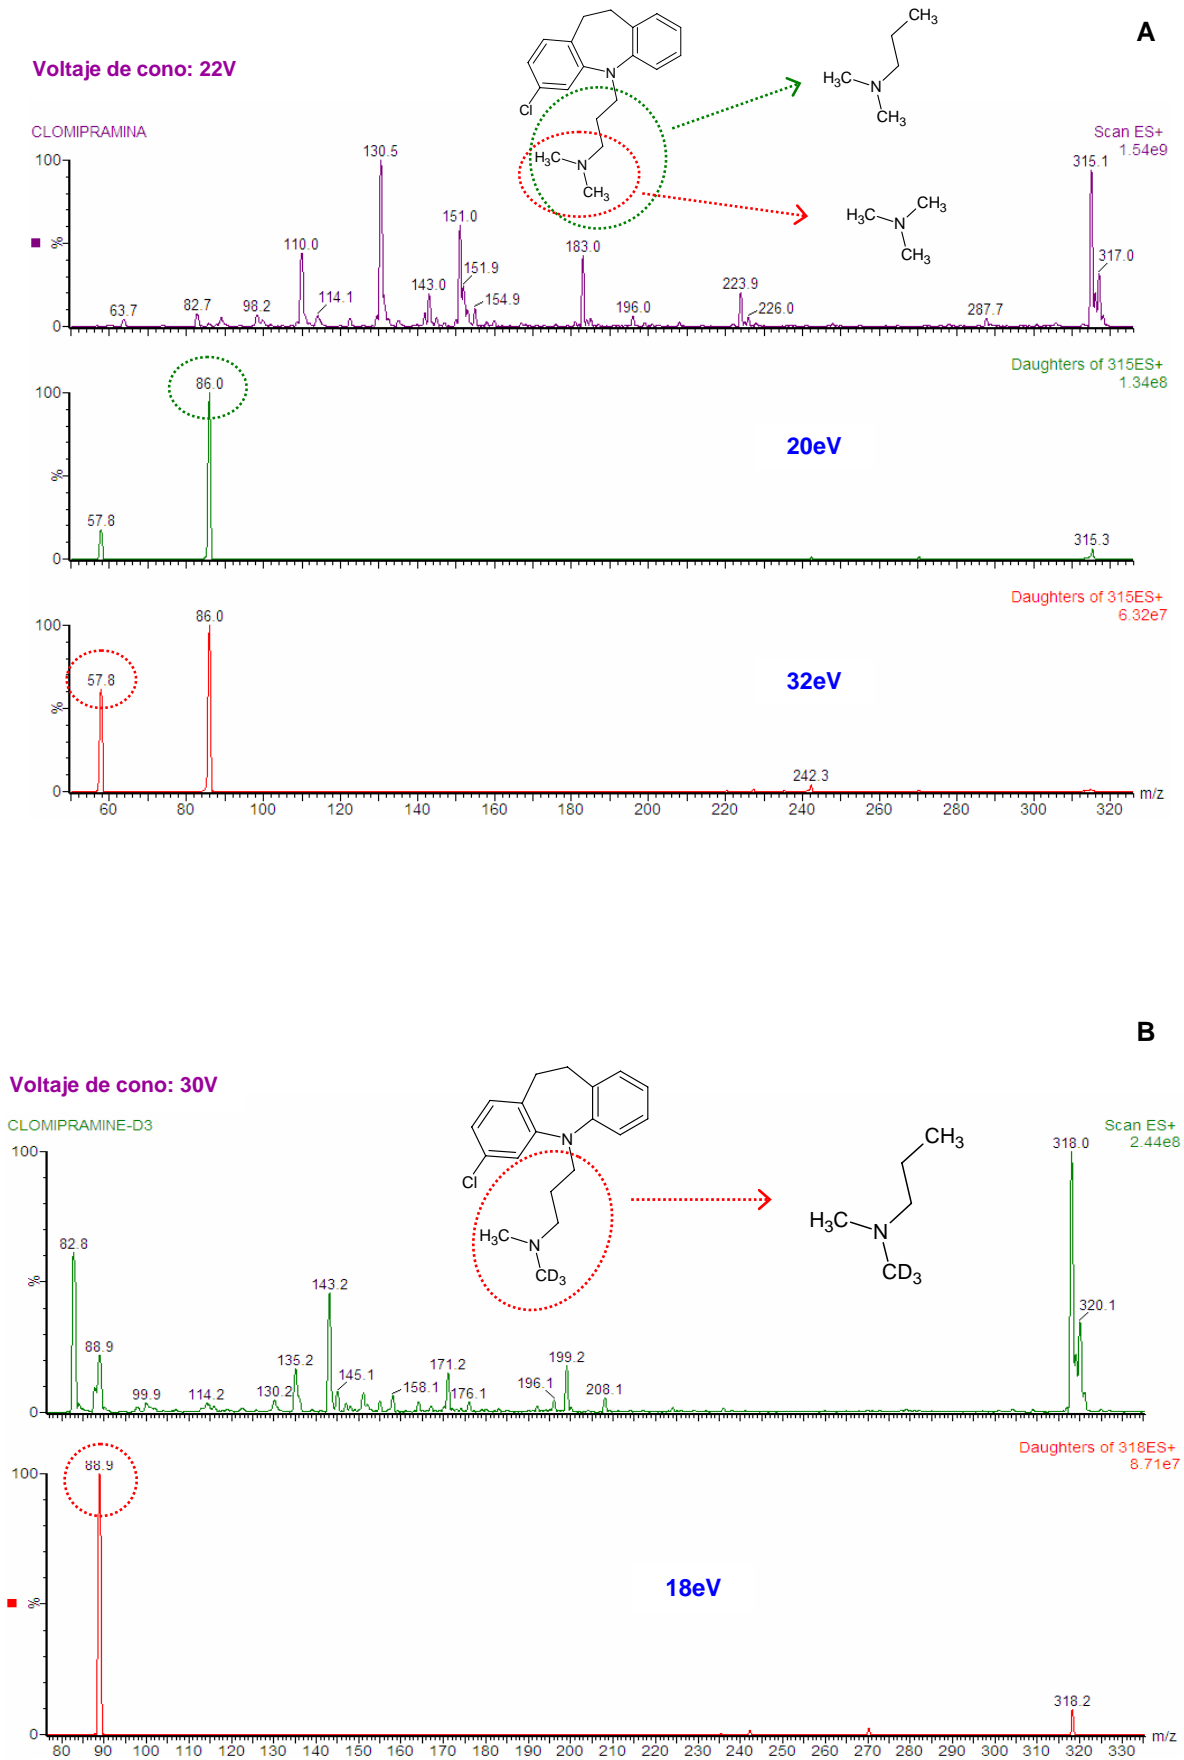 A
Voltaje de cono: 22V
CH₃
H₃C
N
CH₃
N
Cl
H₃C
N
CH₃
H₃C
CH₃
N
CH₃
CLOMIPRAMINA
Scan ES+
1.54e9
100
%
0
63.7
82.7
98.2
110.0
114.1
130.5
143.0
151.0
151.9
154.9
183.0
196.0
223.9
226.0
287.7
315.1
317.0
Daughters of 315ES+
1.34e8
100
%
0
57.8
86.0
20eV
315.3
Daughters of 315ES+
6.32e7
100
%
0
57.8
86.0
32eV
242.3
60 80 100 120 140 160 180 200 220 240 260 280 300 320 m/z
B
Voltaje de cono: 30V
N
Cl
H₃C
N
CD₃
CH₃
H₃C
N
CD₃
CLOMIPRAMINE-D3
Scan ES+
2.44e8
100
%
0
82.8
88.9
99.9
114.2
130.2
135.2
143.2
145.1
158.1
171.2
176.1
196.1
199.2
208.1
318.0
320.1
Daughters of 318ES+
8.71e7
100
%
0
88.9
18eV
318.2
80 90 100 110 120 130 140 150 160 170 180 190 200 210 220 230 240 250 260 270 280 290 300 310 320 330 m/z